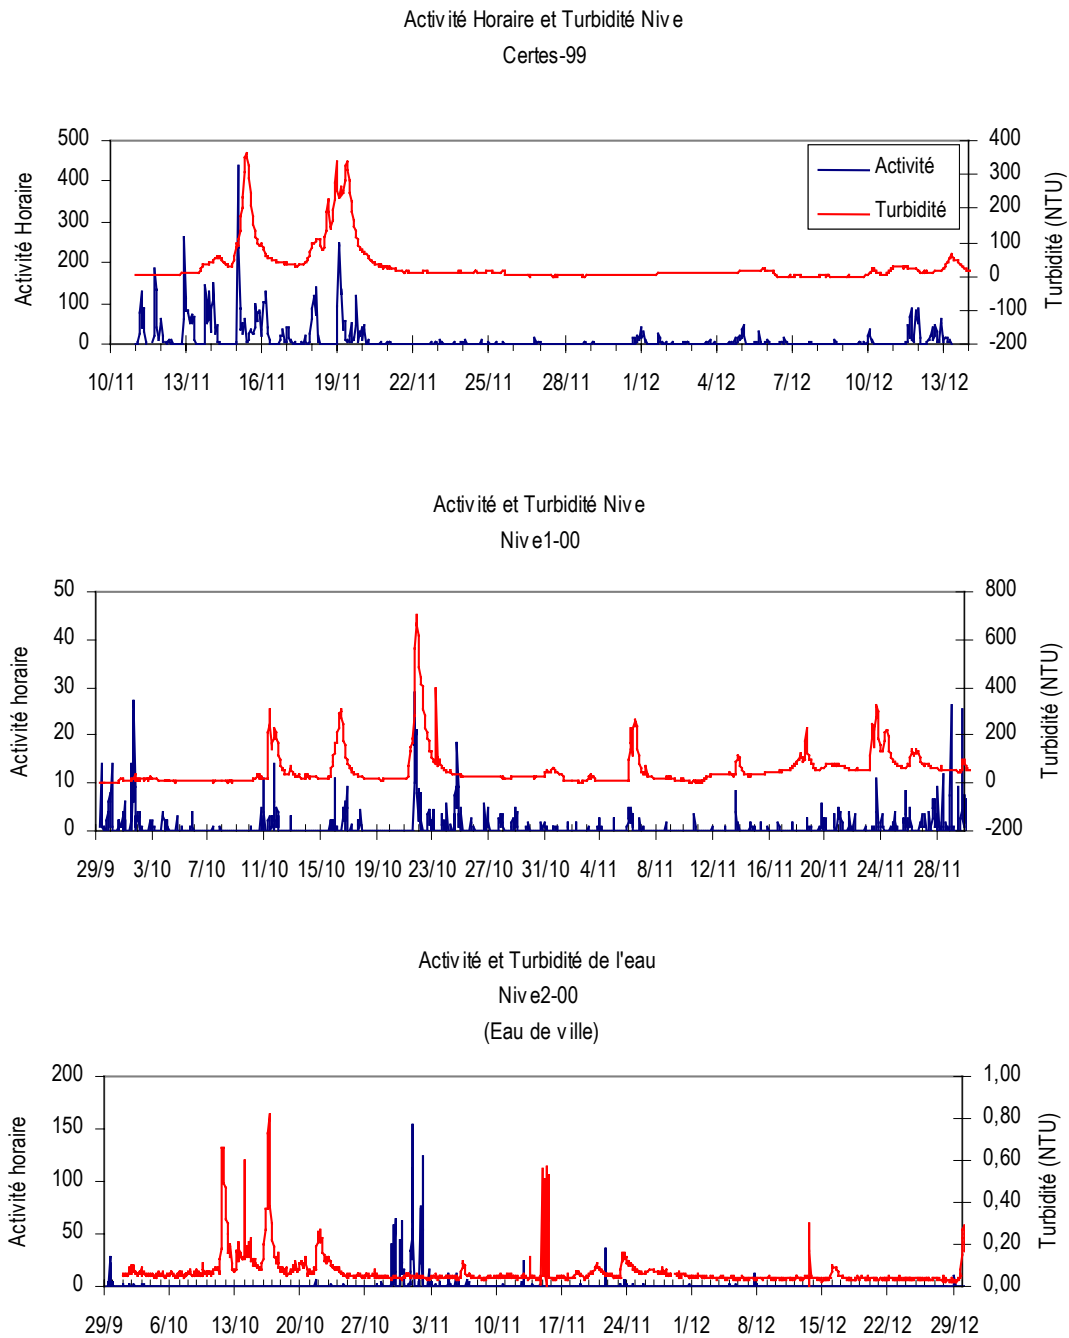 Activité Horaire et Turbidité Nive
Certes-99
500
400
300
200
100
0
Activité Horaire
400
300
200
100
0
-100
-200
Turbidité (NTU)
Activité
Turbidité
10/11 13/11 16/11 19/11 22/11 25/11 28/11 1/12 4/12 7/12 10/12 13/12
Activité et Turbidité Nive
Nive1-00
50
40
30
20
10
0
Activité horaire
800
600
400
200
0
-200
Turbidité (NTU)
29/9 3/10 7/10 11/10 15/10 19/10 23/10 27/10 31/10 4/11 8/11 12/11 16/11 20/11 24/11 28/11
Activité et Turbidité de l'eau
Nive2-00
(Eau de ville)
200
150
100
50
0
Activité horaire
1,00
0,80
0,60
0,40
0,20
0,00
Turbidité (NTU)
29/9 6/10 13/10 20/10 27/10 3/11 10/11 17/11 24/11 1/12 8/12 15/12 22/12 29/12